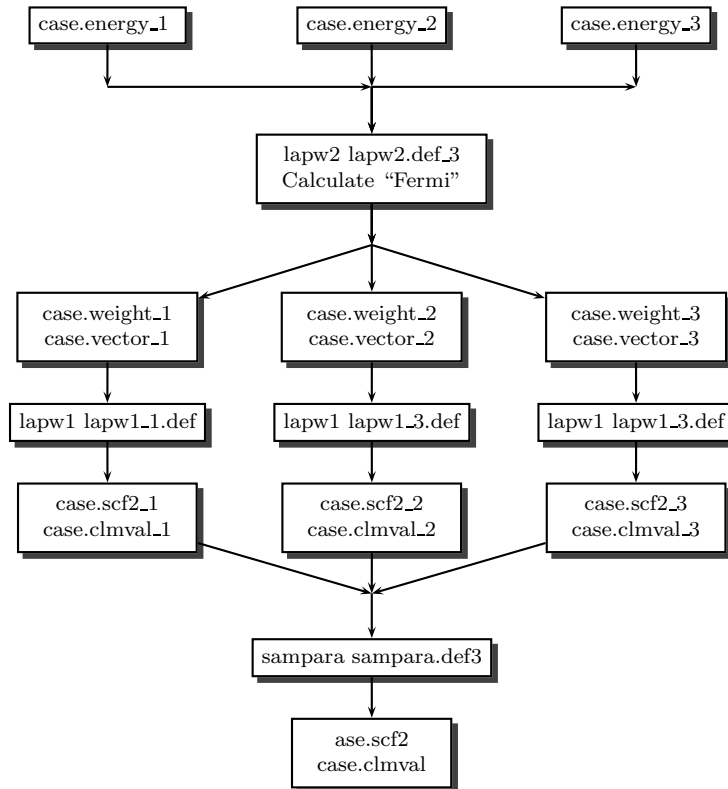 case.energy_1
case.energy_2
case.energy_3
lapw2 lapw2.def_3
Calculate “Fermi”
case.weight_1
case.vector_1
case.weight_2
case.vector_2
case.weight_3
case.vector_3
lapw1 lapw1_1.def
lapw1 lapw1_3.def
lapw1 lapw1_3.def
case.scf2_1
case.clmval_1
case.scf2_2
case.clmval_2
case.scf2_3
case.clmval_3
sampara sampara.def3
ase.scf2
case.clmval